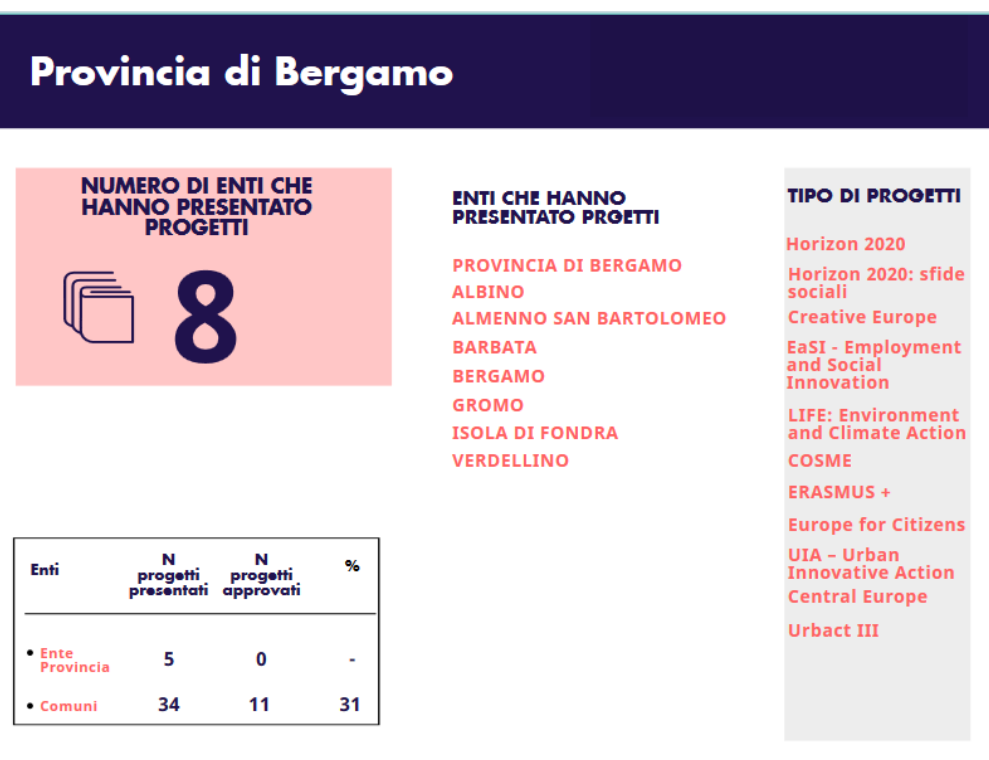 Provincia di Bergamo
NUMERO DI ENTI CHE
HANNO PRESENTATO
PROGETTI
8
ENTI CHE HANNO
PRESENTATO PRGETTI
PROVINCIA DI BERGAMO
ALBINO
ALMENNO SAN BARTOLOMEO
BARBATA
BERGAMO
GROMO
ISOLA DI FONDRA
VERDELLINO
TIPO DI PROGETTI
Horizon 2020
Horizon 2020: sfide
sociali
Creative Europe
EaSI - Employment
and Social
Innovation
LIFE: Environment
and Climate Action
COSME
ERASMUS +
Europe for Citizens
UIA – Urban
Innovative Action
Central Europe
Urbact III
Enti N progetti presentati N progetti approvati %
• Ente Provincia 5 0 -
• Comuni 34 11 31